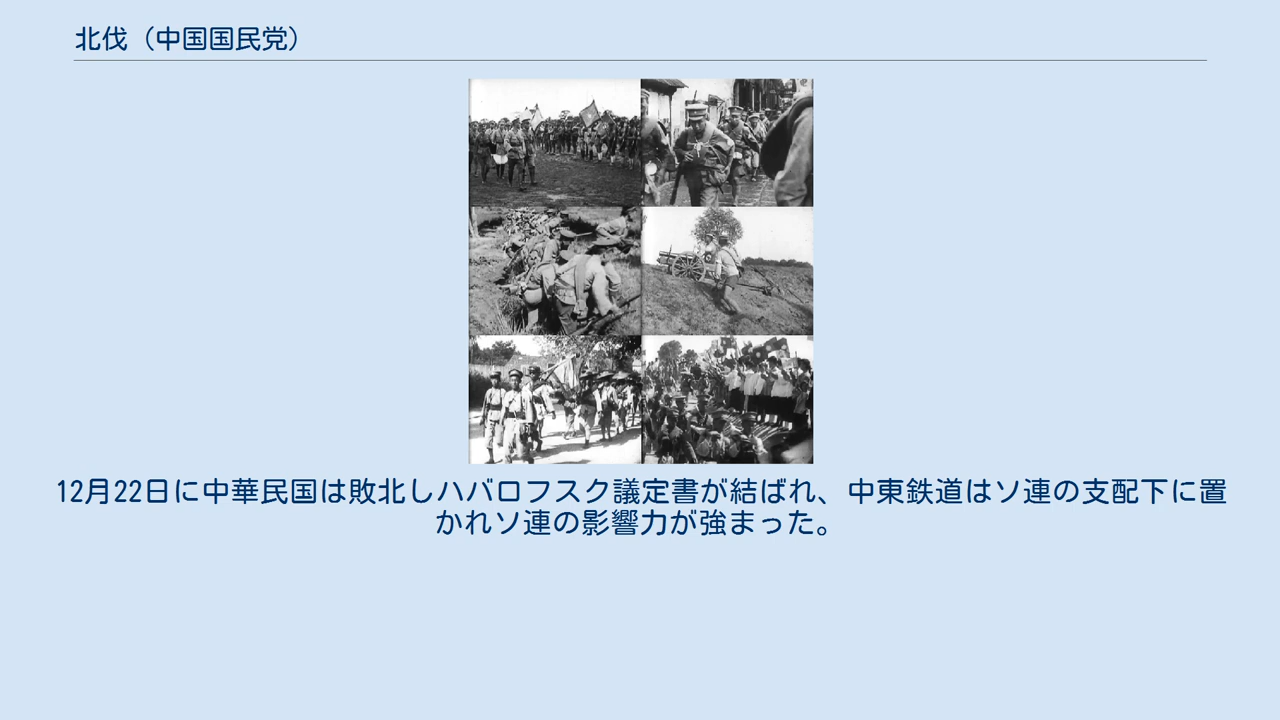 北伐（中国国民党）
12月22日に中華民国は敗北しハバロフスク議定書が結ばれ、中東鉄道はソ連の支配下に置
かれソ連の影響力が強まった。